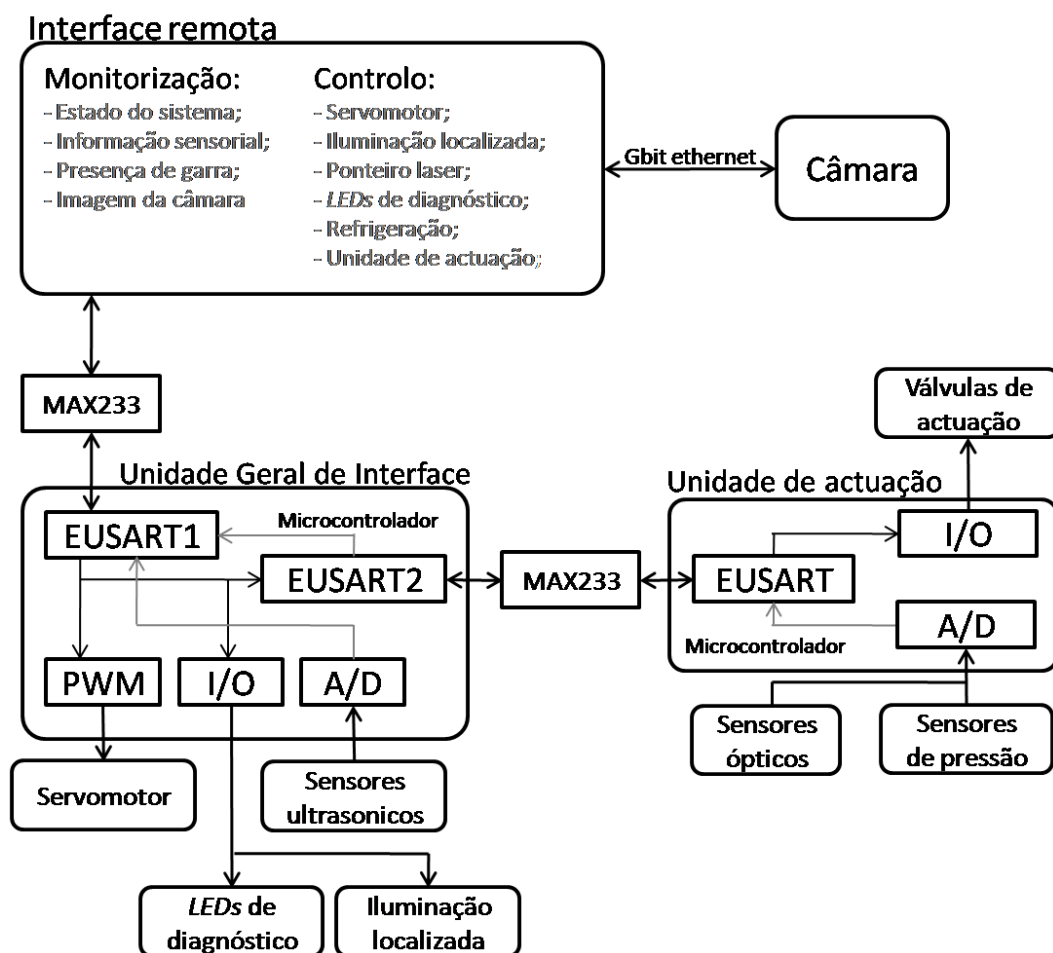 Interface remota
Monitorização:
- Estado do sistema;
- Informação sensorial;
- Presença de garra;
- Imagem da câmara
Controlo:
- Servomotor;
- Iluminação localizada;
- Ponteiro laser;
- LEDs de diagnóstico;
- Refrigeração;
- Unidade de actuação;
Gbit ethernet
Câmara
MAX233
Unidade Geral de Interface
Microcontrolador
EUSART1
EUSART2
PWM
I/O
A/D
Servomotor
Sensores
ultrasonicos
LEDs de
diagnóstico
Iluminação
localizada
MAX233
Válvulas de
actuação
Unidade de actuação
I/O
EUSART
A/D
Microcontrolador
Sensores
ópticos
Sensores
de pressão